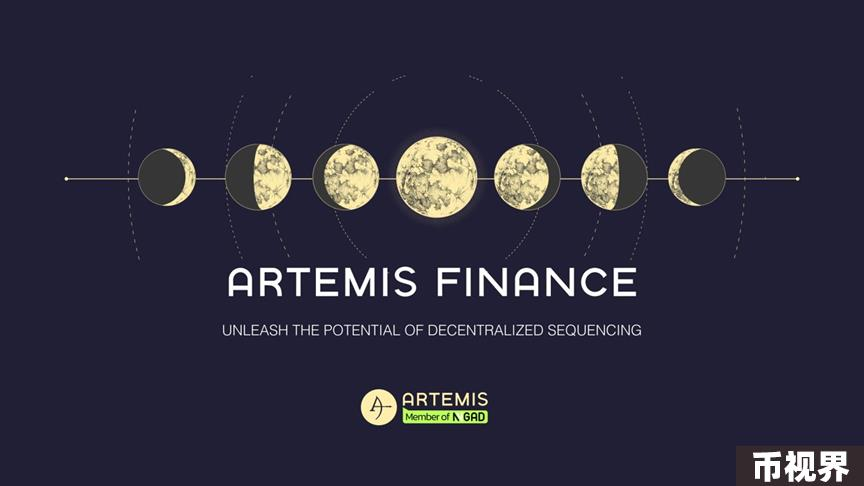 ARTEMIS FINANCE
UNLEASH THE POTENTIAL OF DECENTRALIZED SEQUENCING
ARTEMIS
Member of GAD
币视界